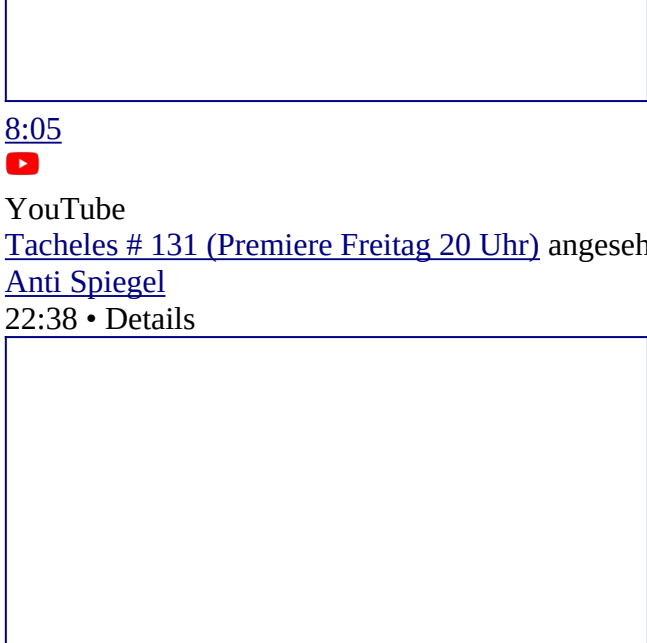 8:05
YouTube
Tacheles # 131 (Premiere Freitag 20 Uhr) angeseh
Anti Spiegel
22:38 • Details